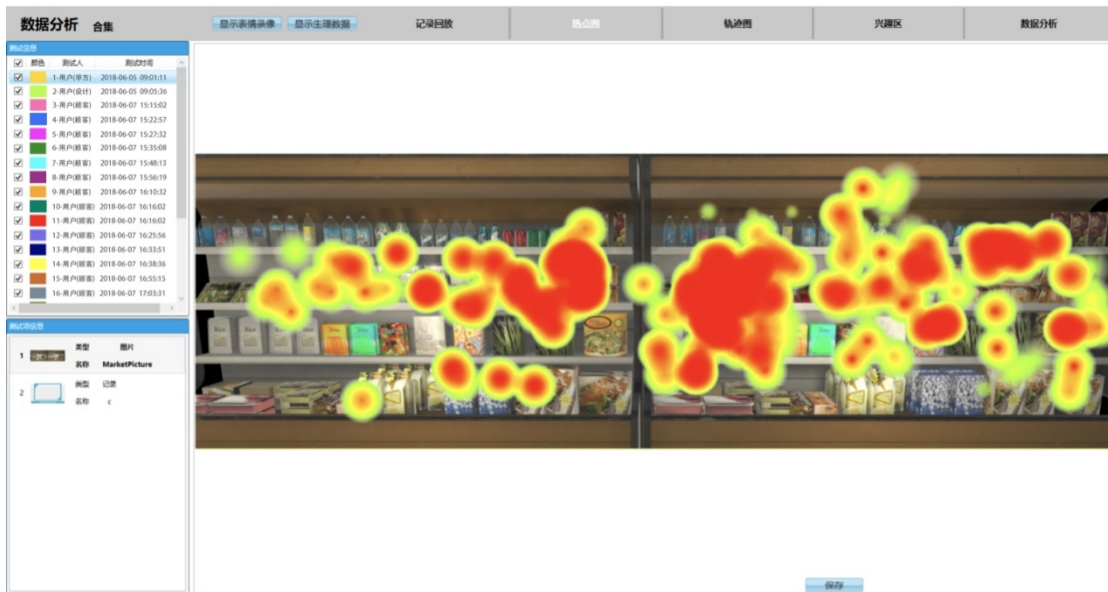 数据分析 合集 显示表情录像 显示生理数据 记录回放 热点图 轨迹图 兴趣区 数据分析
测试信息
颜色 测试人 测试时间
1-用户(甲方) 2018-06-05 09:01:11
2-用户(设计) 2018-06-05 09:05:36
3-用户(顾客) 2018-06-07 15:15:02
4-用户(顾客) 2018-06-07 15:22:57
5-用户(顾客) 2018-06-07 15:27:32
6-用户(顾客) 2018-06-07 15:35:08
7-用户(顾客) 2018-06-07 15:48:13
8-用户(顾客) 2018-06-07 15:56:19
9-用户(顾客) 2018-06-07 16:10:32
10-用户(顾客) 2018-06-07 16:16:02
11-用户(顾客) 2018-06-07 16:16:02
12-用户(顾客) 2018-06-07 16:25:56
13-用户(顾客) 2018-06-07 16:33:51
14-用户(顾客) 2018-06-07 16:38:36
15-用户(顾客) 2018-06-07 16:55:15
16-用户(顾客) 2018-06-07 17:03:31
测试项信息
1 类型 图片
名称 MarketPicture
2 类型 记录
名称 c
Rice Rice
保存